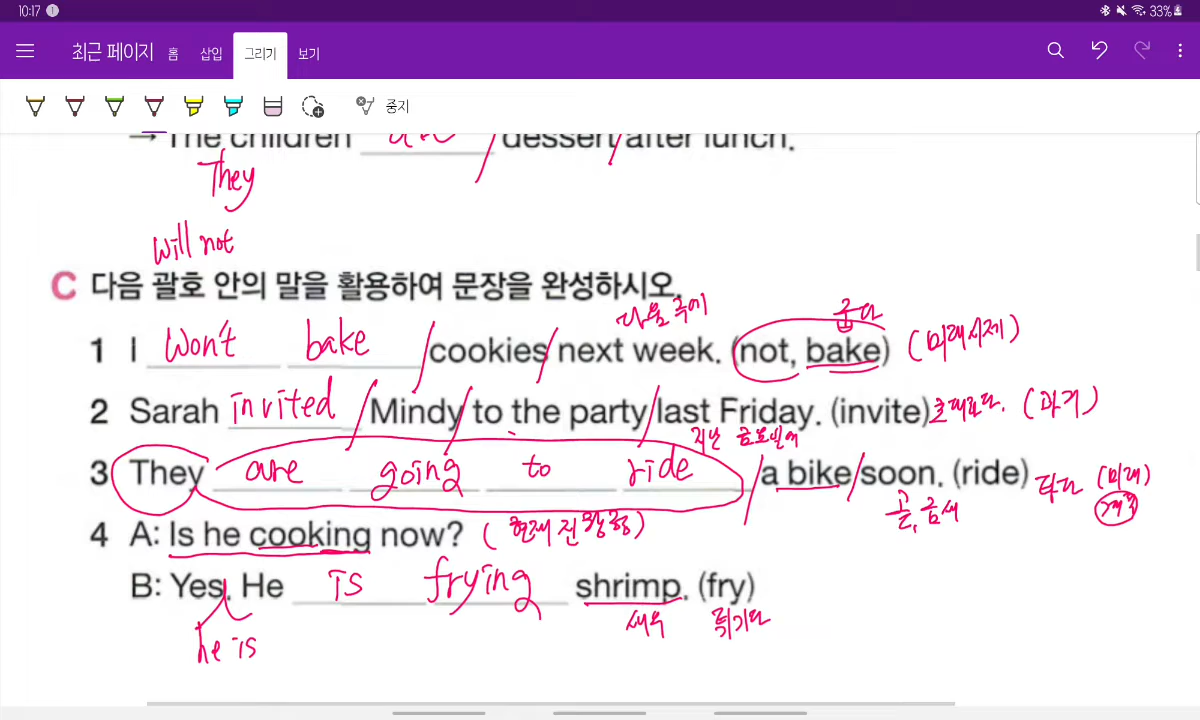 10:17 33%
최근 페이지 홈 삽입 그리기 보기
중지
→ The children / dessert/after lunch.
They
Will not
C 다음 괄호 안의 말을 활용하여 문장을 완성하시오.
다음 주에 굽다
1 I Won't bake /cookies/next week. (not, bake) (미래시제)
2 Sarah invited /Mindy/to the party/last Friday. (invite)초대하다. (과거)
지난 금요일에
3 They are going to ride /a bike/soon. (ride) 타다 (미래)
곧, 금새
4 A: Is he cooking now? (현재 진행형)
B: Yes. He is frying shrimp. (fry)
he is 새우 튀기다